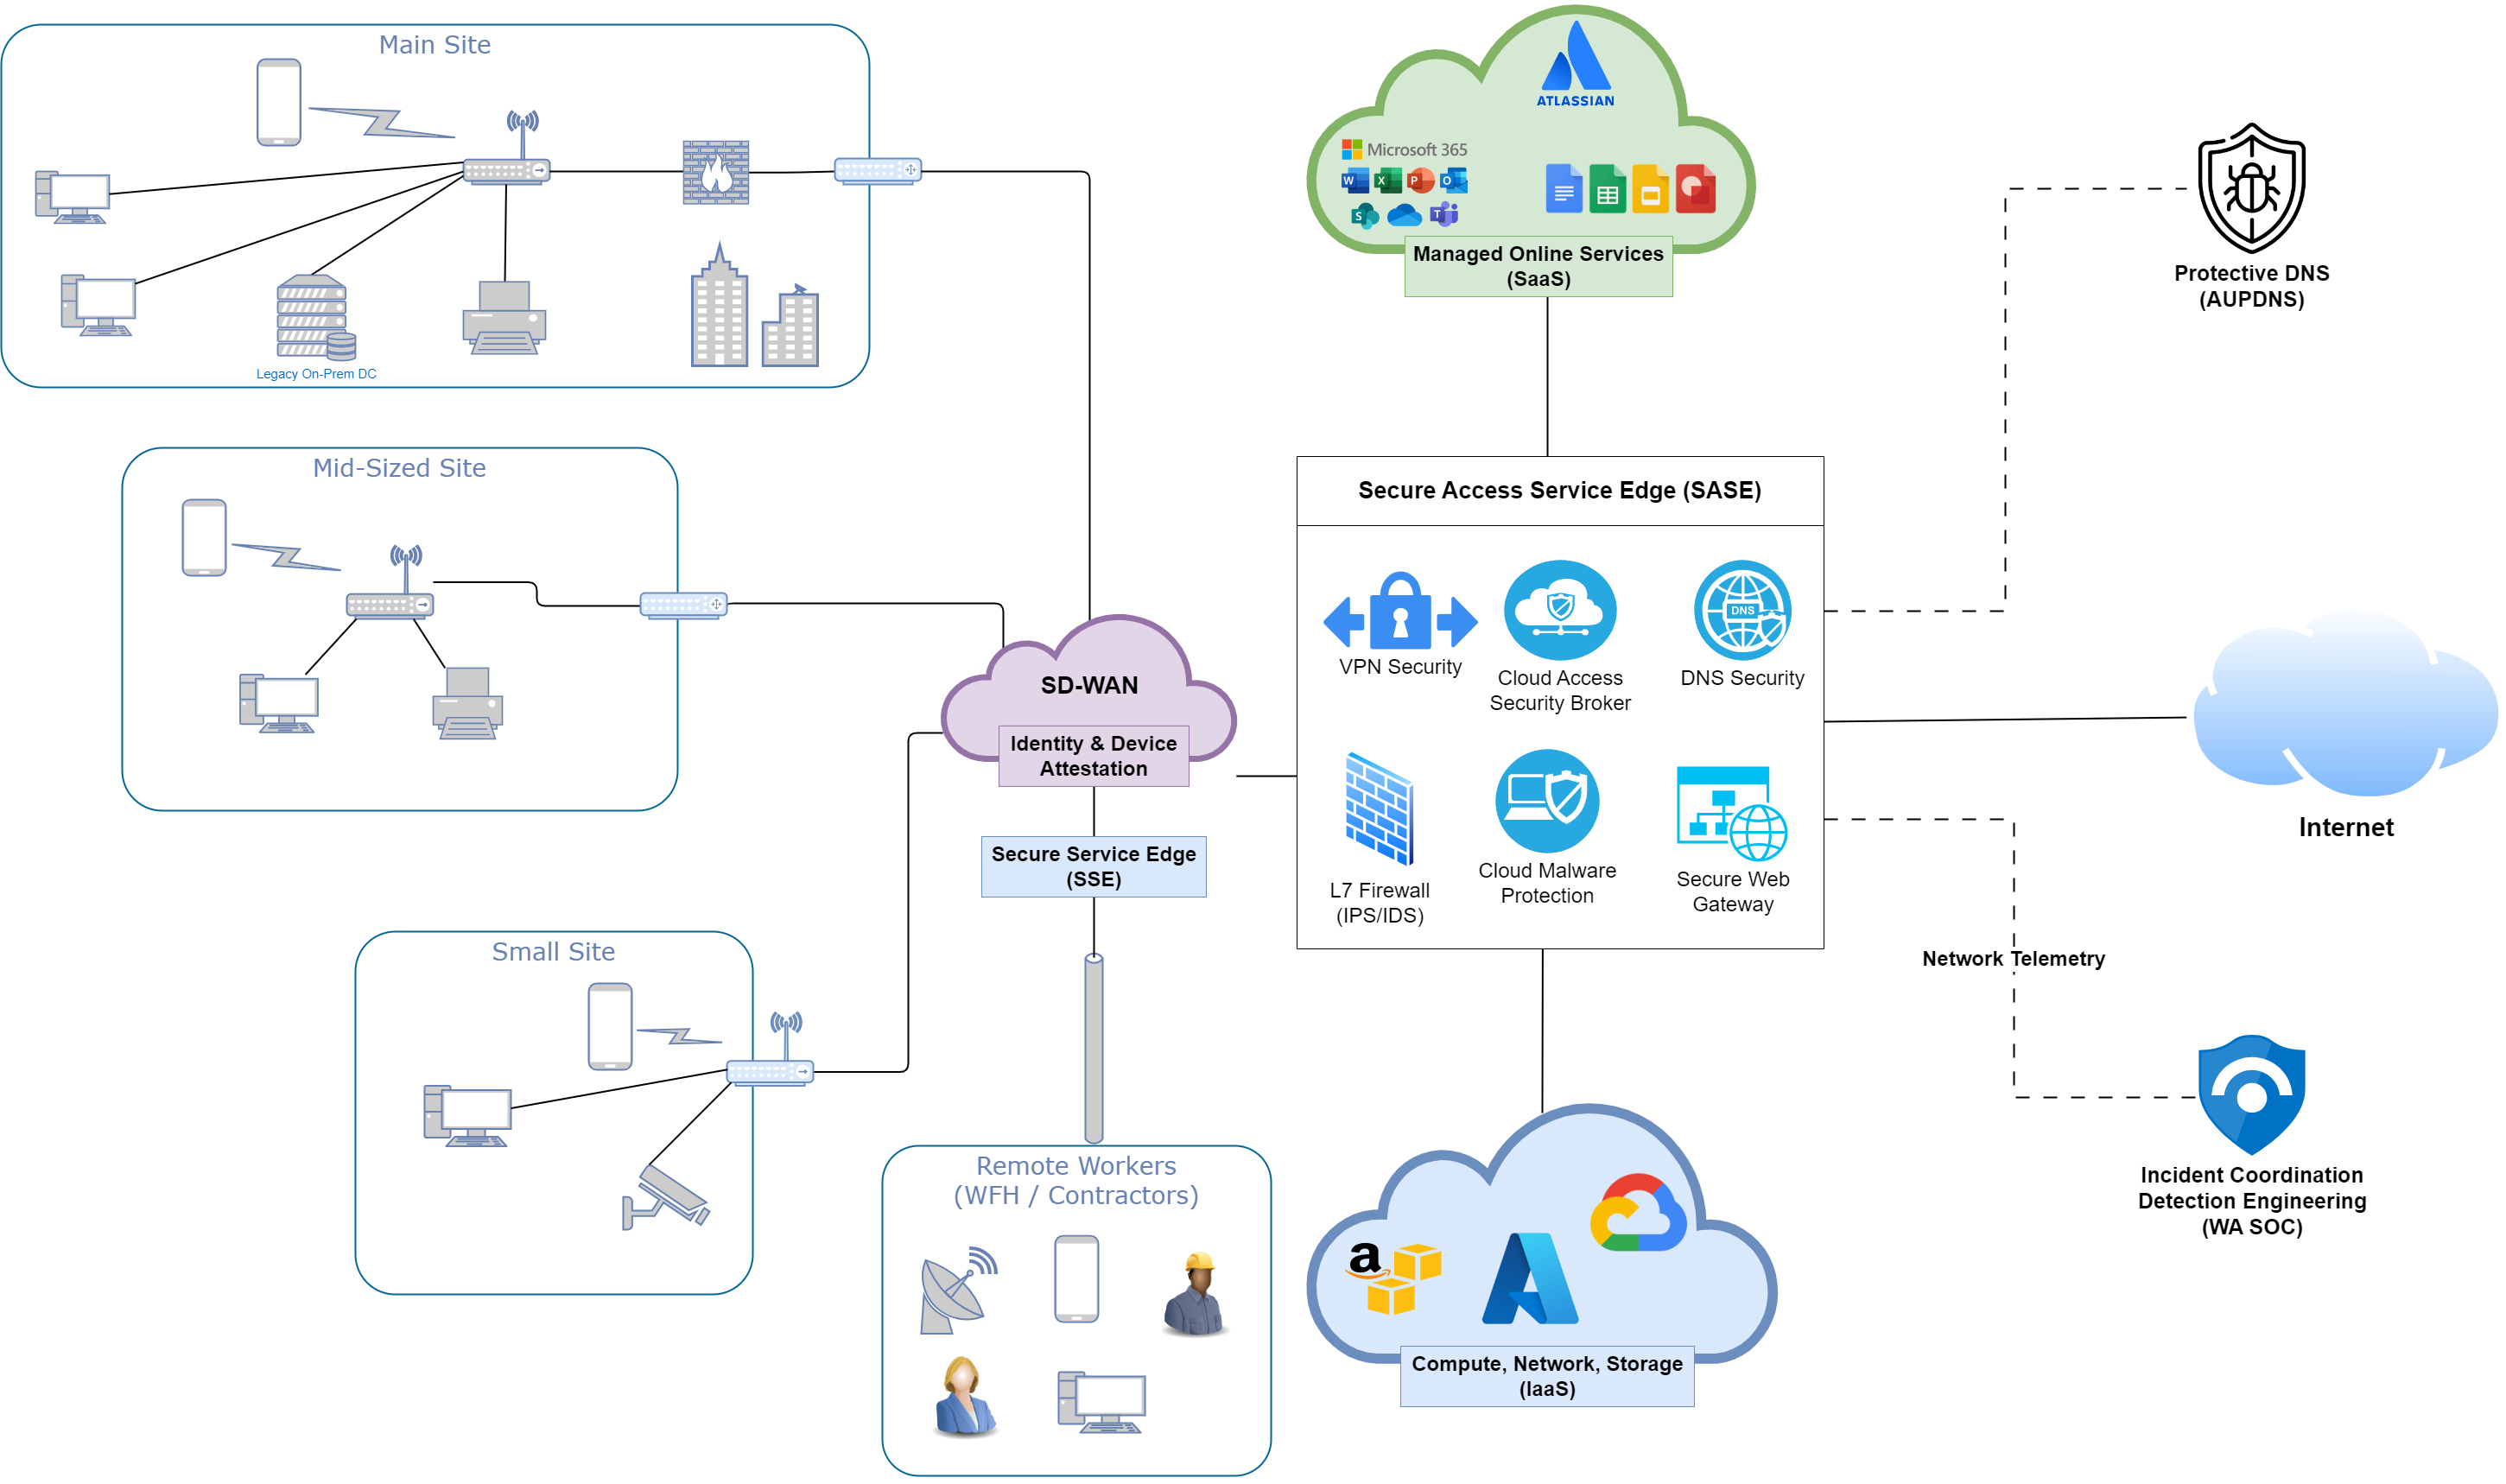 Main Site
Legacy On-Prem DC
Mid-Sized Site
Small Site
Remote Workers
(WFH / Contractors)
SD-WAN
Identity & Device
Attestation
Secure Service Edge
(SSE)
ATLASSIAN
Microsoft 365
W
X
P
O
S
T
Managed Online Services
(SaaS)
Secure Access Service Edge (SASE)
VPN Security
Cloud Access
Security Broker
DNS
DNS Security
L7 Firewall
(IPS/IDS)
Cloud Malware
Protection
Secure Web
Gateway
a
Compute, Network, Storage
(IaaS)
Protective DNS
(AUPDNS)
Internet
Network Telemetry
Incident Coordination
Detection Engineering
(WA SOC)